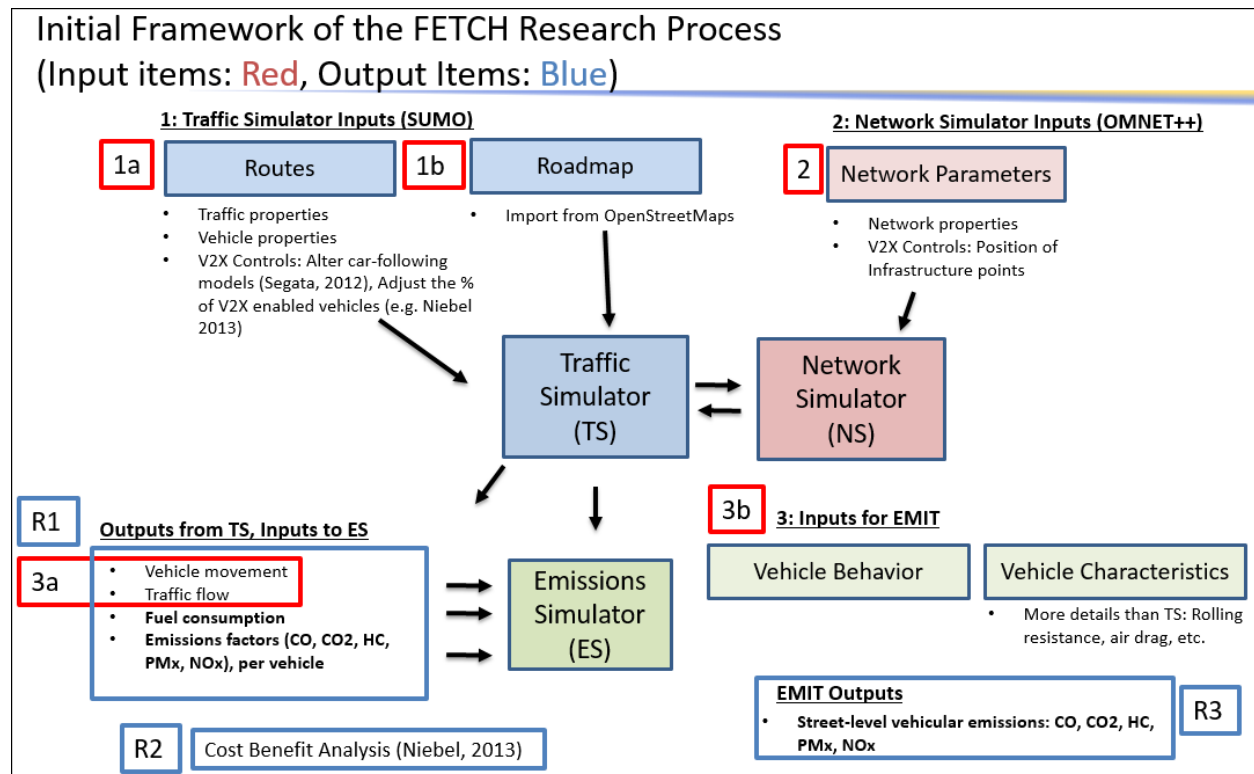 Initial Framework of the FETCH Research Process
(Input items: Red, Output Items: Blue)
1: Traffic Simulator Inputs (SUMO)
1a
Routes
• Traffic properties
• Vehicle properties
• V2X Controls: Alter car-following
models (Segata, 2012), Adjust the %
of V2X enabled vehicles (e.g. Niebel
2013)
1b
Roadmap
• Import from OpenStreetMaps
2: Network Simulator Inputs (OMNET++)
2
Network Parameters
• Network properties
• V2X Controls: Position of
Infrastructure points
Traffic
Simulator
(TS)
Network
Simulator
(NS)
R1
Outputs from TS, Inputs to ES
3a
• Vehicle movement
• Traffic flow
• Fuel consumption
• Emissions factors (CO, CO2, HC,
PMx, NOx), per vehicle
Emissions
Simulator
(ES)
3b
3: Inputs for EMIT
Vehicle Behavior
Vehicle Characteristics
• More details than TS: Rolling
resistance, air drag, etc.
EMIT Outputs
• Street-level vehicular emissions: CO, CO2, HC,
PMx, NOx
R3
R2
Cost Benefit Analysis (Niebel, 2013)